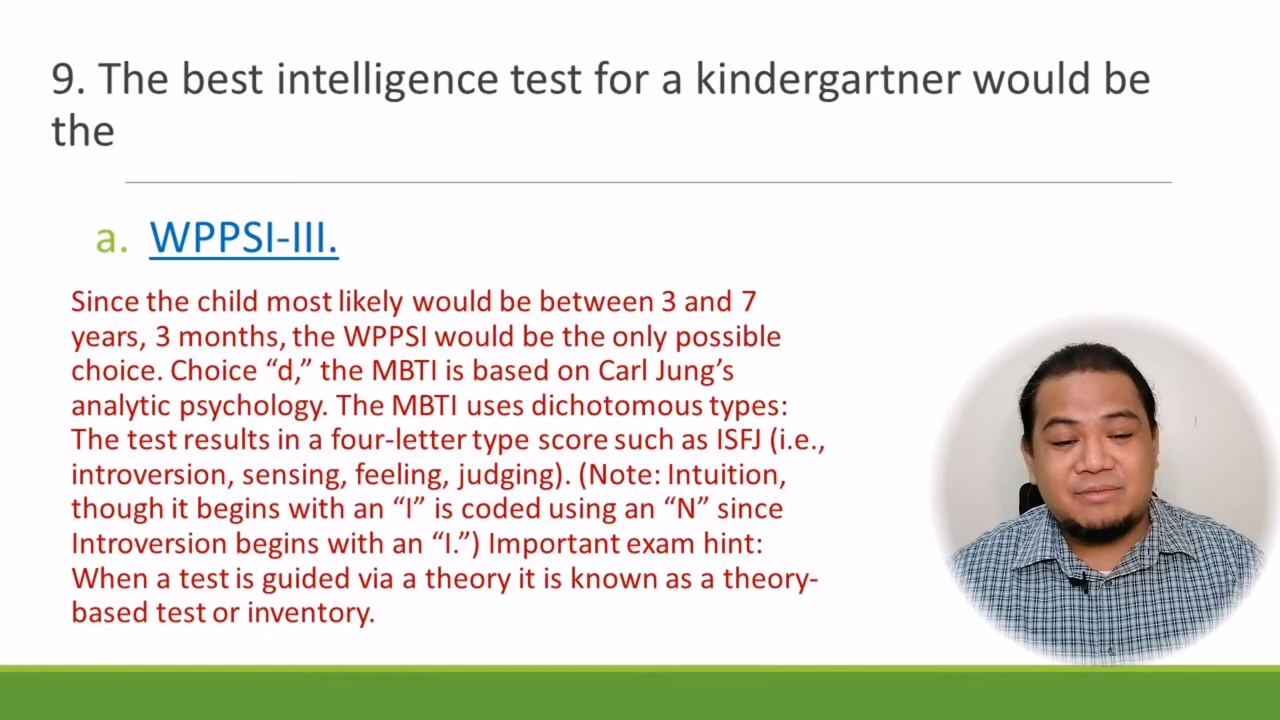 9. The best intelligence test for a kindergartner would be
the
a. WPPSI-III.
Since the child most likely would be between 3 and 7
years, 3 months, the WPPSI would be the only possible
choice. Choice “d,” the MBTI is based on Carl Jung’s
analytic psychology. The MBTI uses dichotomous types:
The test results in a four-letter type score such as ISFJ (i.e.,
introversion, sensing, feeling, judging). (Note: Intuition,
though it begins with an “I” is coded using an “N” since
Introversion begins with an “I.”) Important exam hint:
When a test is guided via a theory it is known as a theory-
based test or inventory.